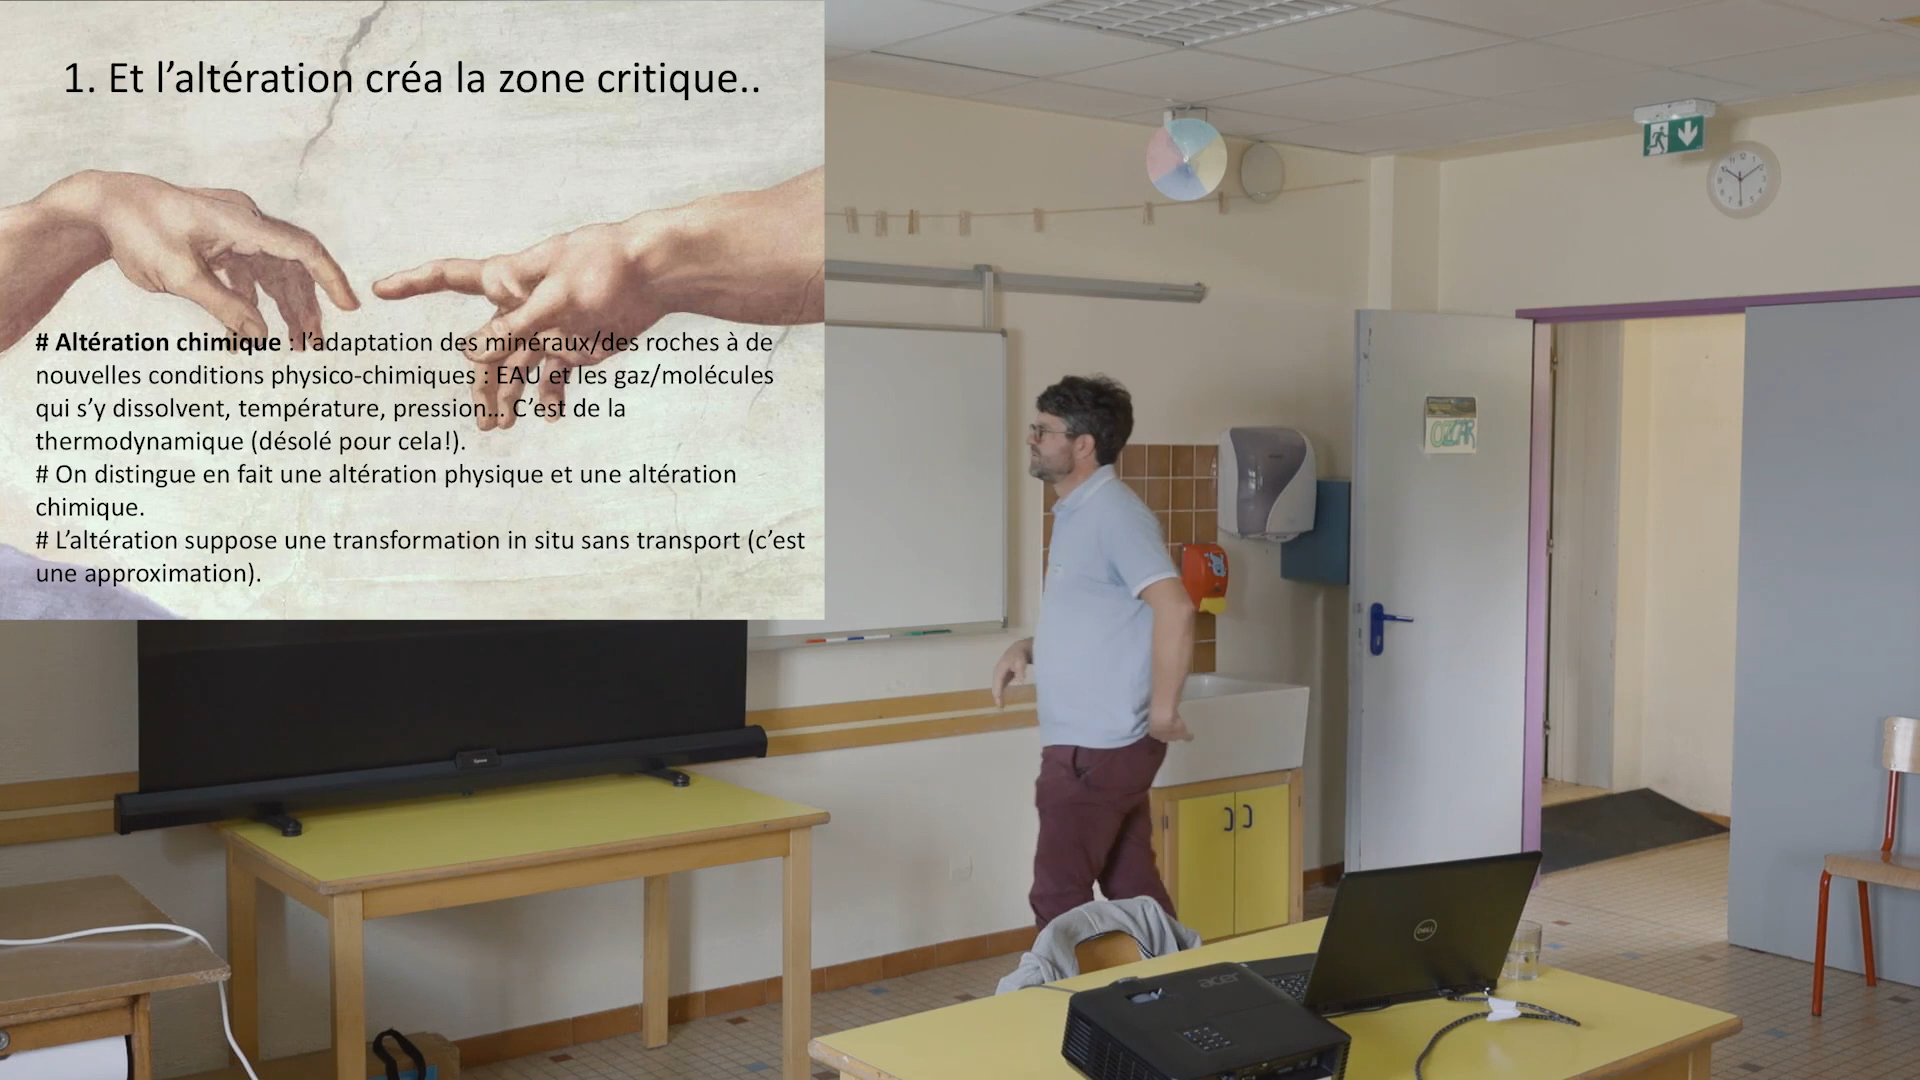 1. Et l’altération créa la zone critique..
# Altération chimique : l’adaptation des minéraux/des roches à de
nouvelles conditions physico-chimiques : EAU et les gaz/molécules
qui s’y dissolvent, température, pression... C’est de la
thermodynamique (désolé pour cela!).
# On distingue en fait une altération physique et une altération
chimique.
# L’altération suppose une transformation in situ sans transport (c’est
une approximation).
OZCAR
DELL
acer